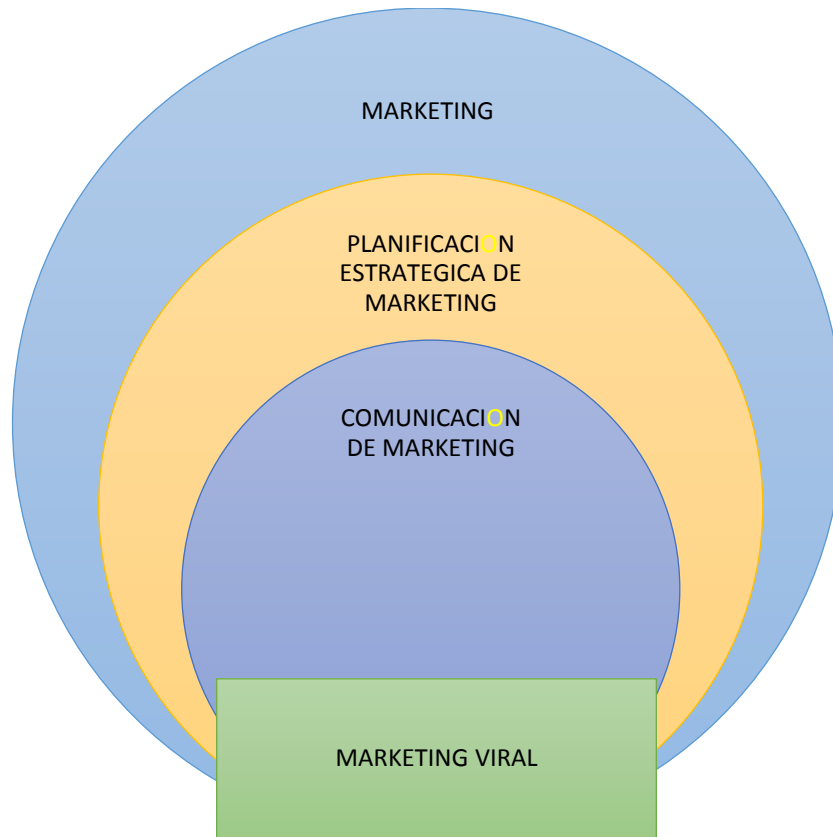 MARKETING
PLANIFICACION
ESTRATEGICA DE
MARKETING
COMUNICACION
DE MARKETING
MARKETING VIRAL